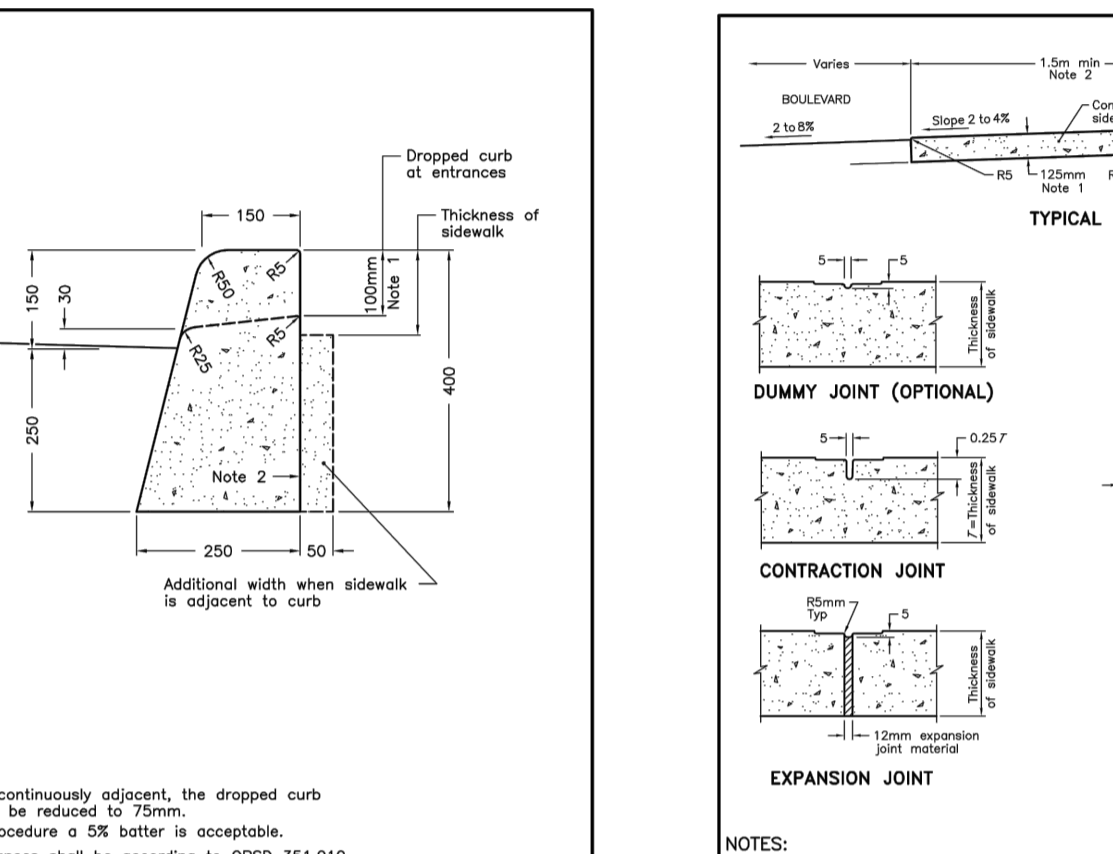 Dropped curb
at entrances
150
Thickness of
sidewalk
150
30
R50
R5
100mm
Note 1
R25
R5
250
400
Note 2
250
50
Additional width when sidewalk
is adjacent to curb
continuously adjacent, the dropped curb
be reduced to 75mm.
a 5% batter is acceptable.
Varies
1.5m min
Note 2
BOULEVARD
2 to 8%
Slope 2 to 4%
R5
125mm
Note 1
TYPICAL
5
5
Thickness
of sidewalk
DUMMY JOINT (OPTIONAL)
5
0.25T
T=Thickness
of sidewalk
CONTRACTION JOINT
R5mm
Typ
5
Thickness
of sidewalk
12mm expansion
joint material
EXPANSION JOINT
NOTES: